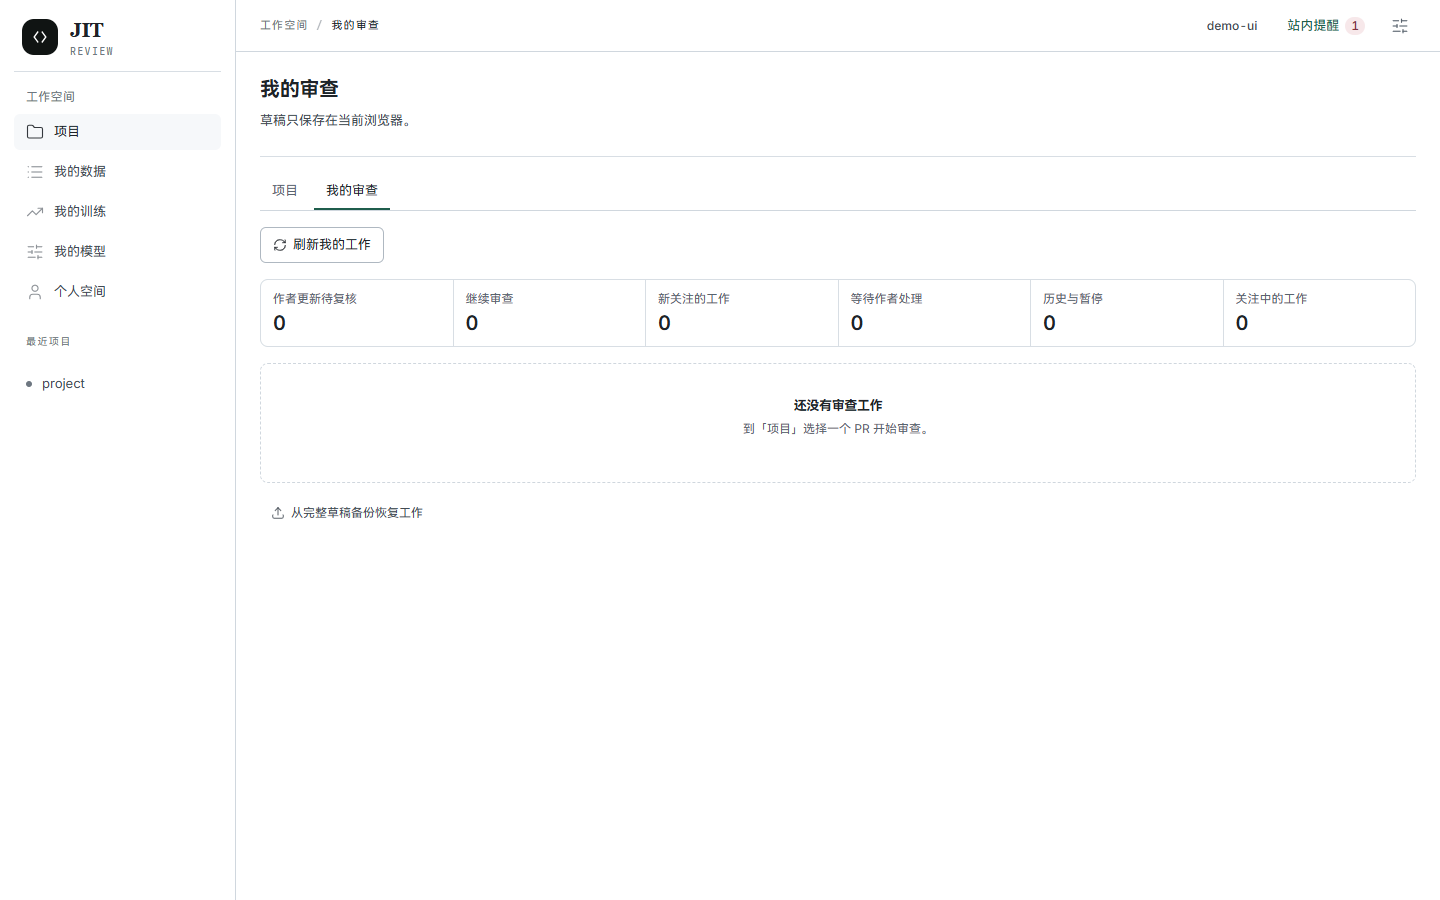 JIT
REVIEW
工作空间
项目
我的数据
我的训练
我的模型
个人空间
最近项目
project
工作空间 / 我的审查
demo-ui
站内提醒 1
我的审查
草稿只保存在当前浏览器。
项目 我的审查
刷新我的工作
作者更新待复核 继续审查 新关注的工作 等待作者处理 历史与暂停 关注中的工作
0 0 0 0 0 0
还没有审查工作
到「项目」选择一个 PR 开始审查。
从完整草稿备份恢复工作